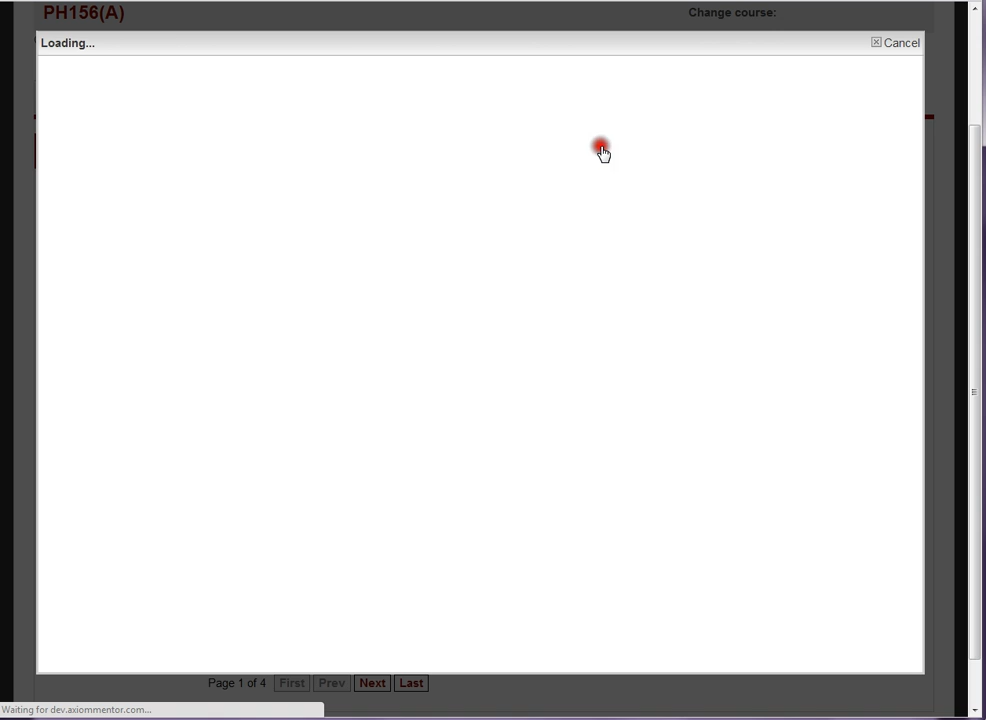 PH156(A)
Change course:
Loading...
Cancel
Page 1 of 4 First Prev Next Last
Waiting for dev.axiommentor.com...